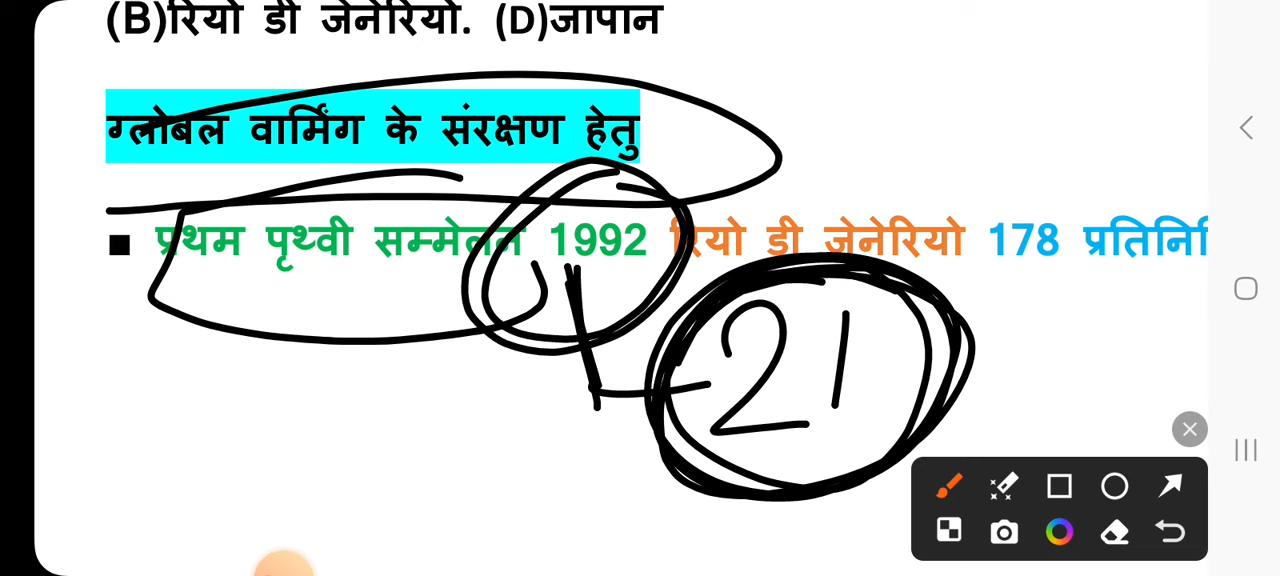 (B)रियो डी जेनेरियो. (D)जापान
ग्लोबल वार्मिंग के संरक्षण हेतु
■ प्रथम पृथ्वी सम्मेलन 1992 रियो डी जेनेरियो 178
21